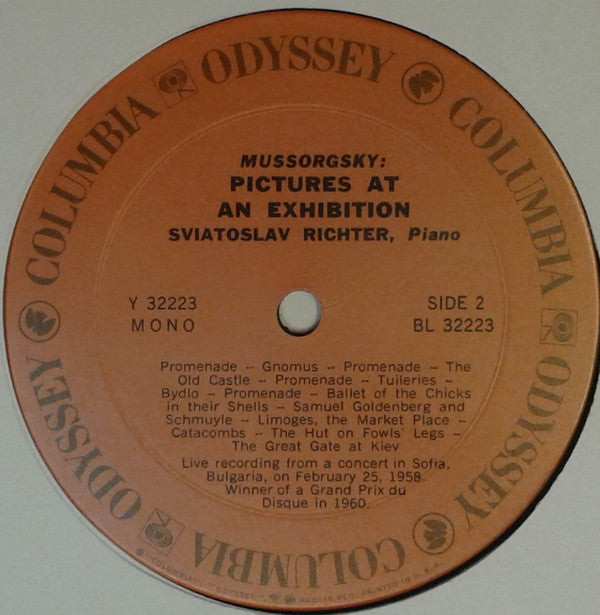 COLUMBIA ODYSSEY COLUMBIA ODYSSEY COLUMBIA ODYSSEY
MUSSORGSKY:
PICTURES AT
AN EXHIBITION
SVIATOSLAV RICHTER, Piano
Y 32223
MONO
SIDE 2
BL 32223
Promenade -- Gnomus -- Promenade -- The
Old Castle -- Promenade -- Tuileries --
Bydlo -- Promenade -- Ballet of the Chicks
in their Shells -- Samuel Goldenberg and
Schmuyle -- Limoges, the Market Place --
Catacombs -- The Hut on Fowls' Legs --
The Great Gate at Kiev
Live recording from a concert in Sofia,
Bulgaria, on February 25, 1958.
Winner of a Grand Prix du
Disque in 1960.
"COLUMBIA", "ODYSSEY", MARCAS REG. PRINTED IN U.S.A.